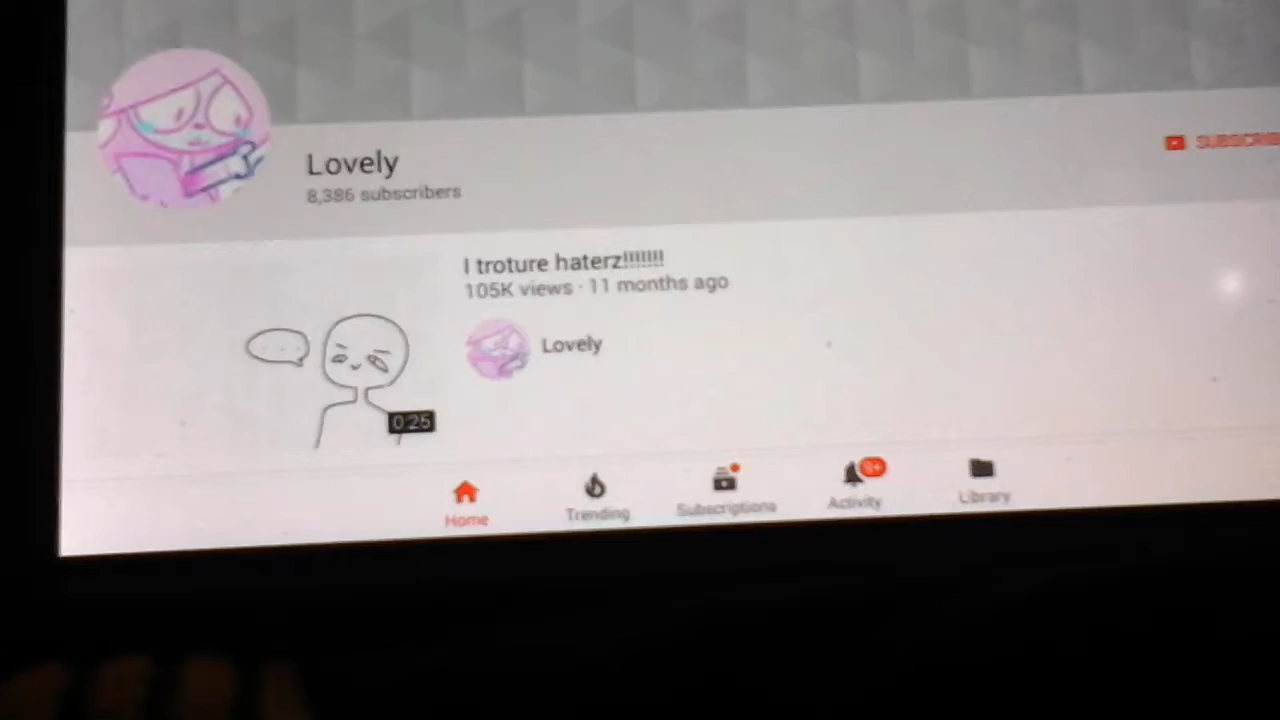 Lovely
8,386 subscribers
I troture haterz!!!!!!!
105K views · 11 months ago
Lovely
0:25
Home
Trending
Subscriptions
9+
Activity
Library